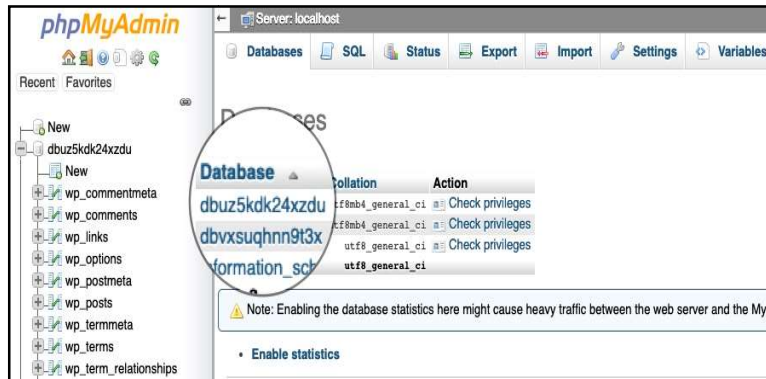 phpMyAdmin
Recent Favorites
New
dbuz5kdk24xzdu
New
wp_commentmeta
wp_comments
wp_links
wp_options
wp_postmeta
wp_posts
wp_termmeta
wp_terms
wp_term_relationships
Server: localhost
Databases SQL Status Export Import Settings Variables
Database Collation Action
dbuz5kdk24xzdu utf8mb4_general_ci Check privileges
dbvxsuqhnn9t3x utf8mb4_general_ci Check privileges
formation_sch utf8_general_ci Check privileges
utf8_general_ci
Note: Enabling the database statistics here might cause heavy traffic between the web server and the My
• Enable statistics